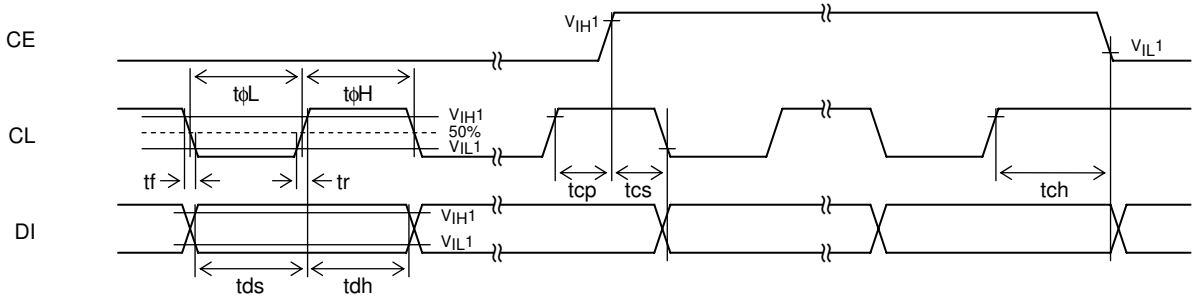 CE
VIH1
VIL1
tϕL
tϕH
CL
VIH1
50%
VIL1
tf
tr
tcp
tcs
tch
DI
VIH1
VIL1
tds
tdh